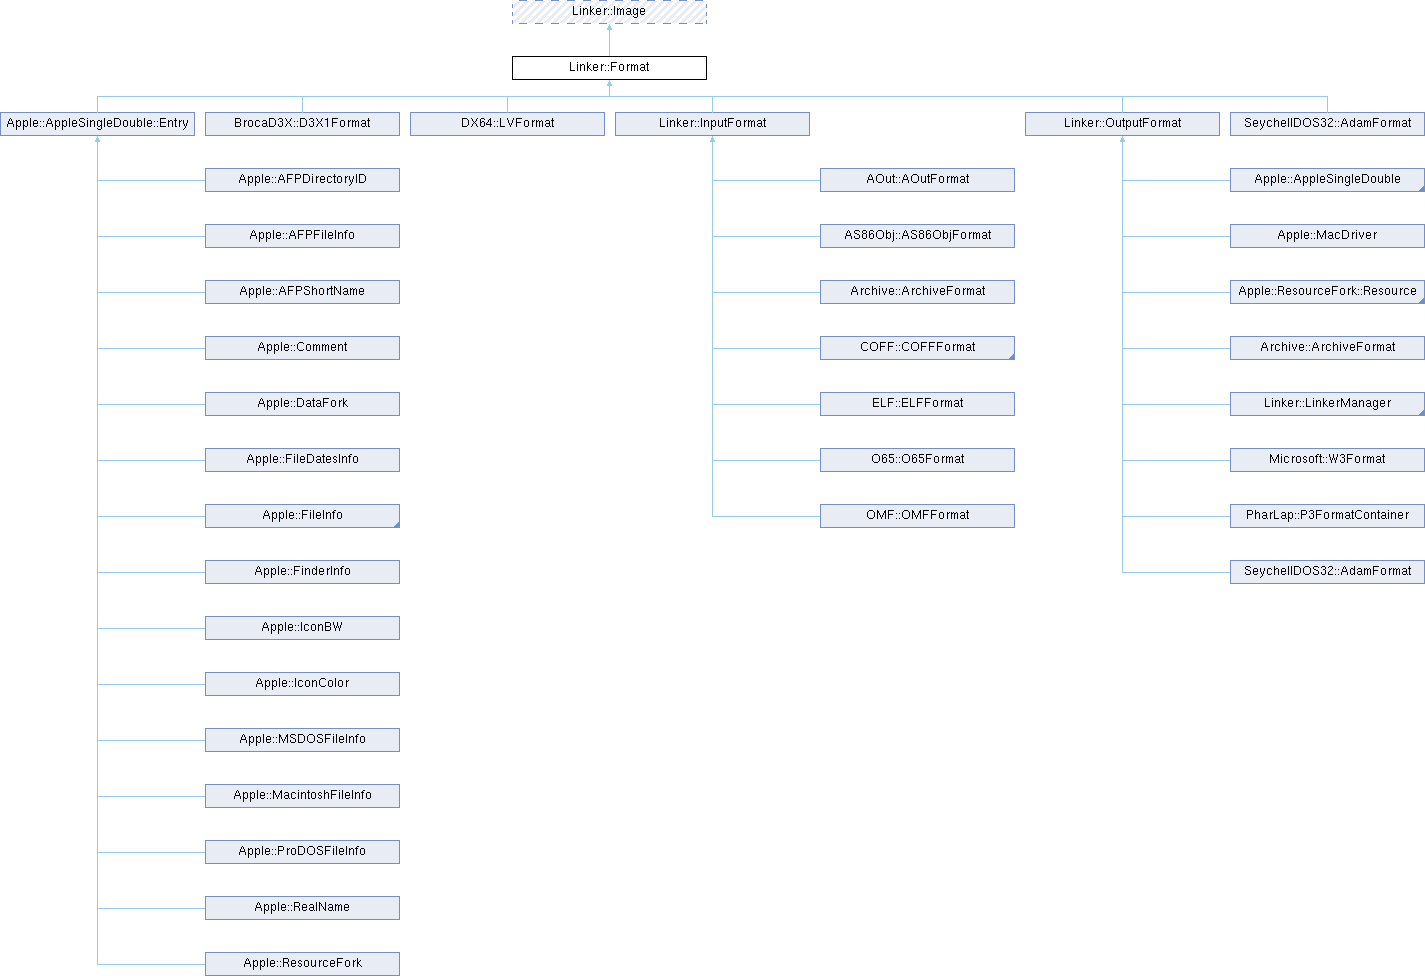 Linker::Image
Linker::Format
Apple::AppleSingleDouble::Entry
BrocaD3X::D3X1Format
DX64::LVFormat
Linker::InputFormat
Linker::OutputFormat
SeychellDOS32::AdamFormat
Apple::AFPDirectoryID
AOut::AOutFormat
Apple::AppleSingleDouble
Apple::AFPFileInfo
AS86Obj::AS86ObjFormat
Apple::MacDriver
Apple::AFPShortName
Archive::ArchiveFormat
Apple::ResourceFork::Resource
Apple::Comment
COFF::COFFFormat
Archive::ArchiveFormat
Apple::DataFork
ELF::ELFFormat
Linker::LinkerManager
Apple::FileDatesInfo
O65::O65Format
Microsoft::W3Format
Apple::FileInfo
OMF::OMFFormat
PharLap::P3FormatContainer
Apple::FinderInfo
SeychellDOS32::AdamFormat
Apple::IconBW
Apple::IconColor
Apple::MSDOSFileInfo
Apple::MacintoshFileInfo
Apple::ProDOSFileInfo
Apple::RealName
Apple::ResourceFork